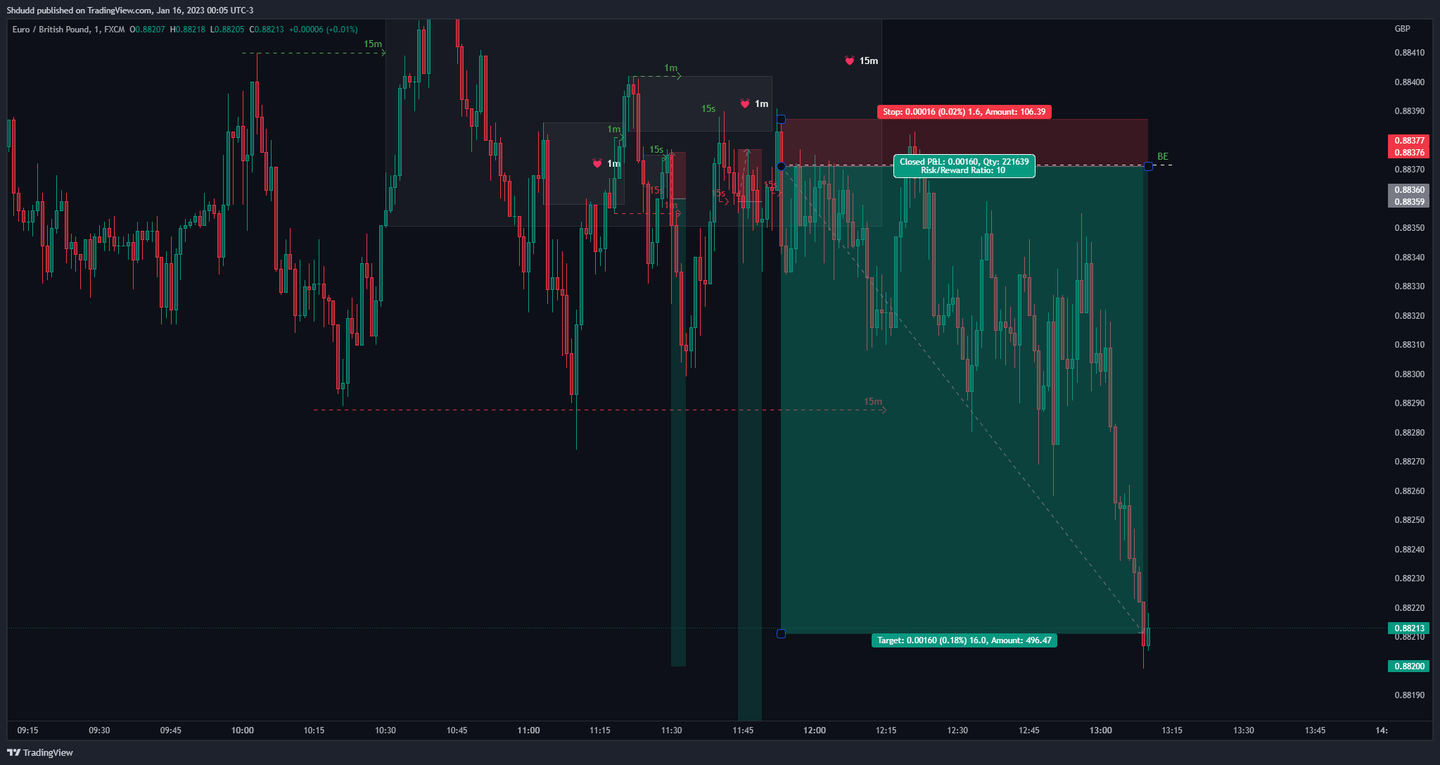 Shdudd published on TradingView.com, Jan 16, 2023 00:05 UTC-3
Euro / British Pound, 1, FXCM O0.88207 H0.88218 L0.88205 C0.88213 +0.00006 (+0.01%)
GBP
15m
0.88410
15m
1m
0.88400
1m
15s
0.88390
Stop: 0.00016 (0.02%) 1.6, Amount: 106.39
1m
0.88377
15s
0.88376
BE
1m
Closed P&L: 0.00160, Qty: 221639
Risk/Reward Ratio: 10
0.88370
15s
15s
15s
0.88360
0.88359
1m
0.88350
0.88340
0.88330
0.88320
0.88310
0.88300
15m
0.88290
0.88280
0.88270
0.88260
0.88250
0.88240
0.88230
0.88220
0.88213
0.88210
Target: 0.00160 (0.18%) 16.0, Amount: 496.47
0.88200
0.88190
09:15 09:30 09:45 10:00 10:15 10:30 10:45 11:00 11:15 11:30 11:45 12:00 12:15 12:30 12:45 13:00 13:15 13:30 13:45 14:
TradingView